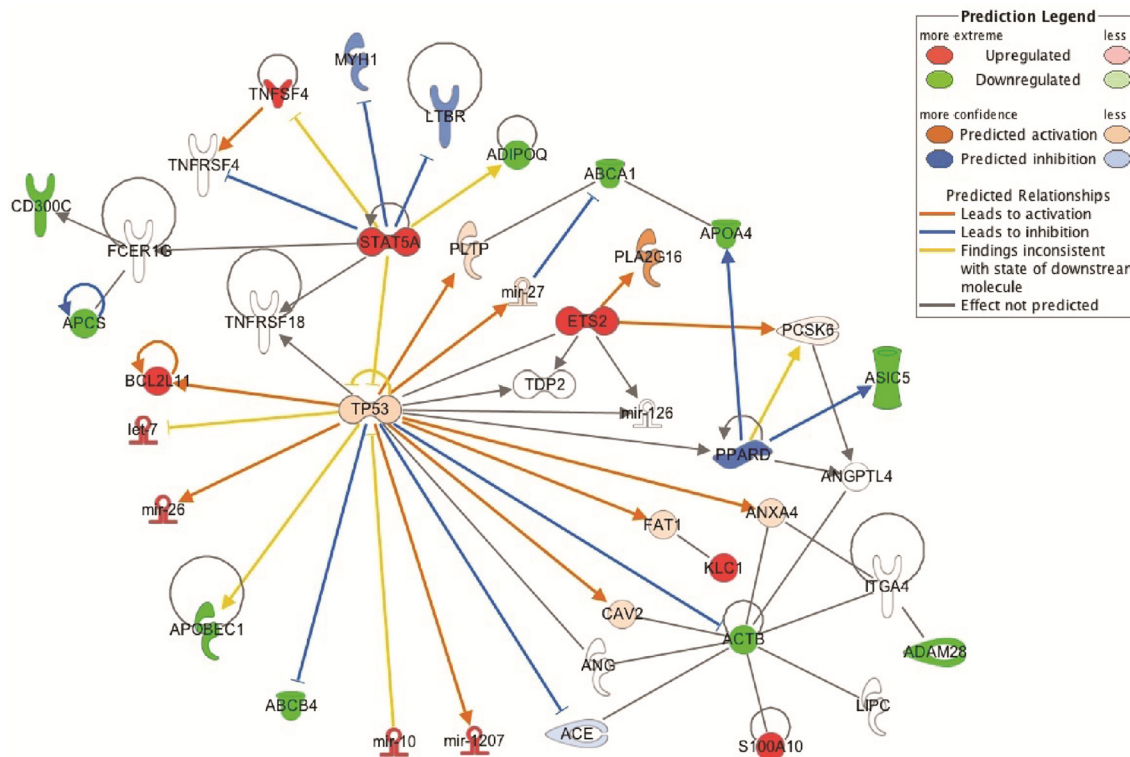 Prediction Legend
more extreme less
Upregulated
Downregulated
more confidence less
Predicted activation
Predicted inhibition
Predicted Relationships
Leads to activation
Leads to inhibition
Findings inconsistent
with state of downstream
molecule
Effect not predicted
MYH1
TNFSF4
LTBR
TNFRSF4
ADIPOQ
ABCA1
CD300C
APOA4
FCER1G
STAT5A
PLTP
PLA2G16
mir-27
APCS
TNFRSF18
ETS2
PCSK6
BCL2L11
TDP2
ASIC5
TP53
mir-126
let-7
PPARD
ANGPTL4
mir-26
FAT1
ANXA4
KLC1
ITGA4
CAV2
APOBEC1
ACTB
ADAM28
ANG
ABCB4
LIPC
mir-10
mir-1207
ACE
S100A10